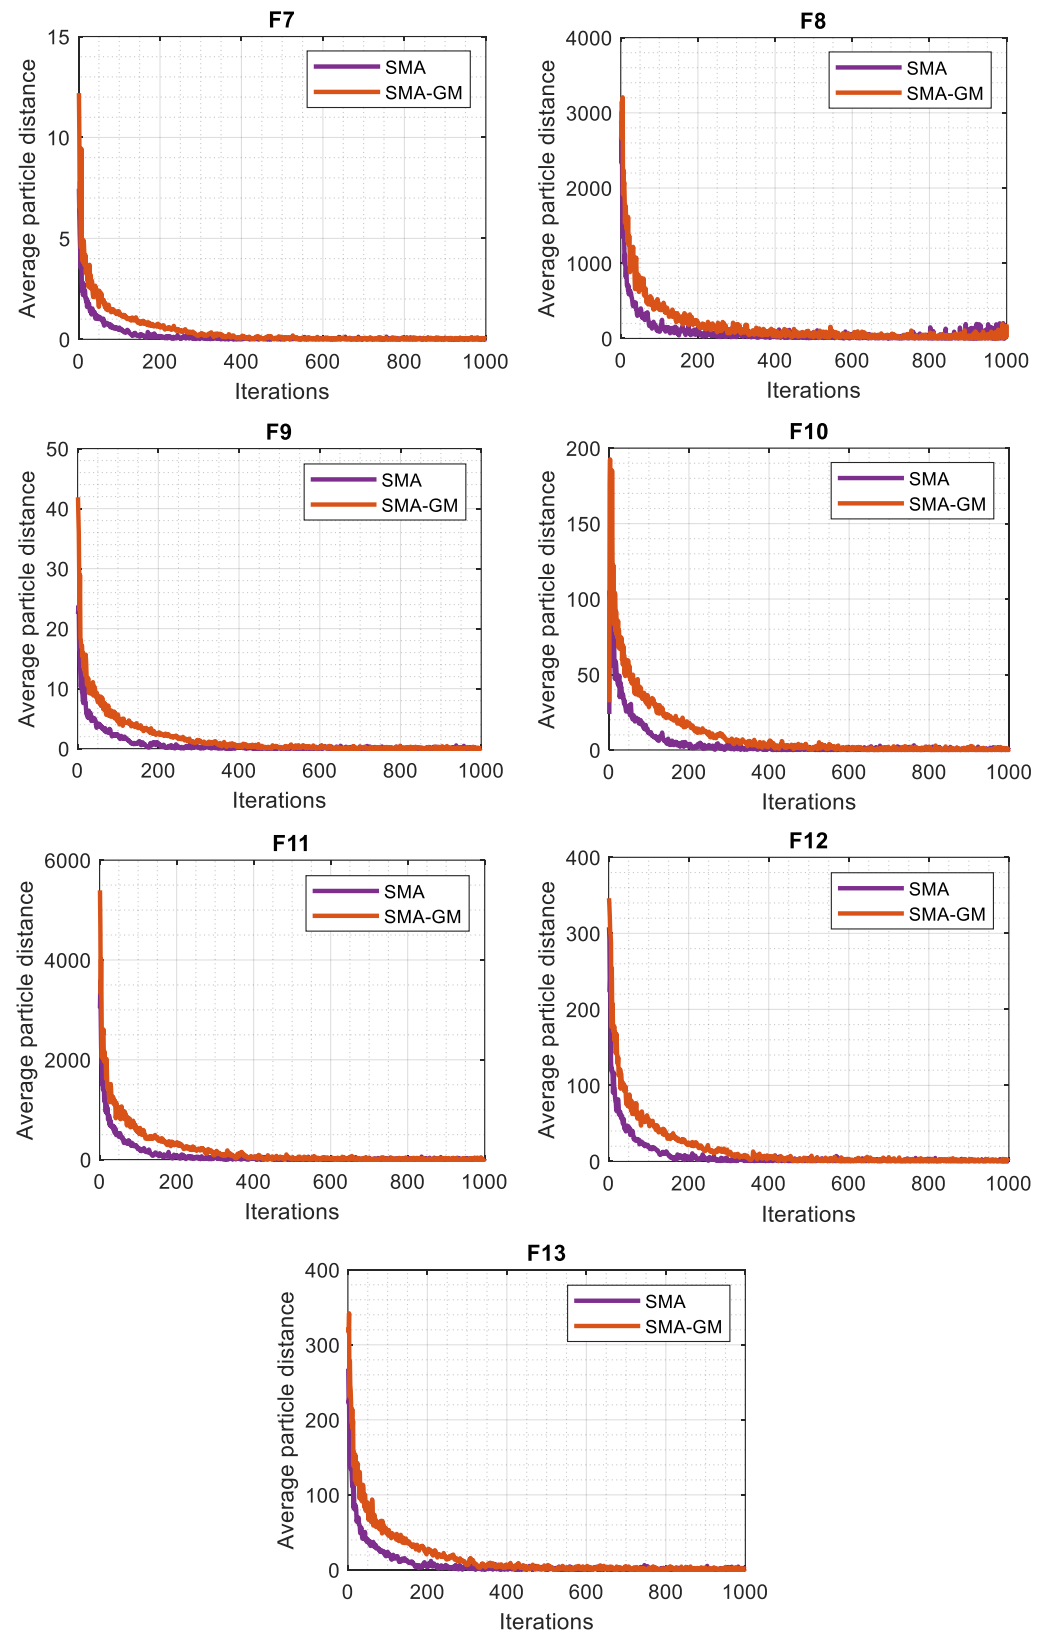 F7
15
10
5
0
Average particle distance
SMA
SMA-GM
0 200 400 600 800 1000
Iterations
F8
4000
3000
2000
1000
0
Average particle distance
SMA
SMA-GM
0 200 400 600 800 1000
Iterations
F9
50
40
30
20
10
0
Average particle distance
SMA
SMA-GM
0 200 400 600 800 1000
Iterations
F10
200
150
100
50
0
Average particle distance
SMA
SMA-GM
0 200 400 600 800 1000
Iterations
F11
6000
4000
2000
0
Average particle distance
SMA
SMA-GM
0 200 400 600 800 1000
Iterations
F12
400
300
200
100
0
Average particle distance
SMA
SMA-GM
0 200 400 600 800 1000
Iterations
F13
400
300
200
100
0
Average particle distance
SMA
SMA-GM
0 200 400 600 800 1000
Iterations